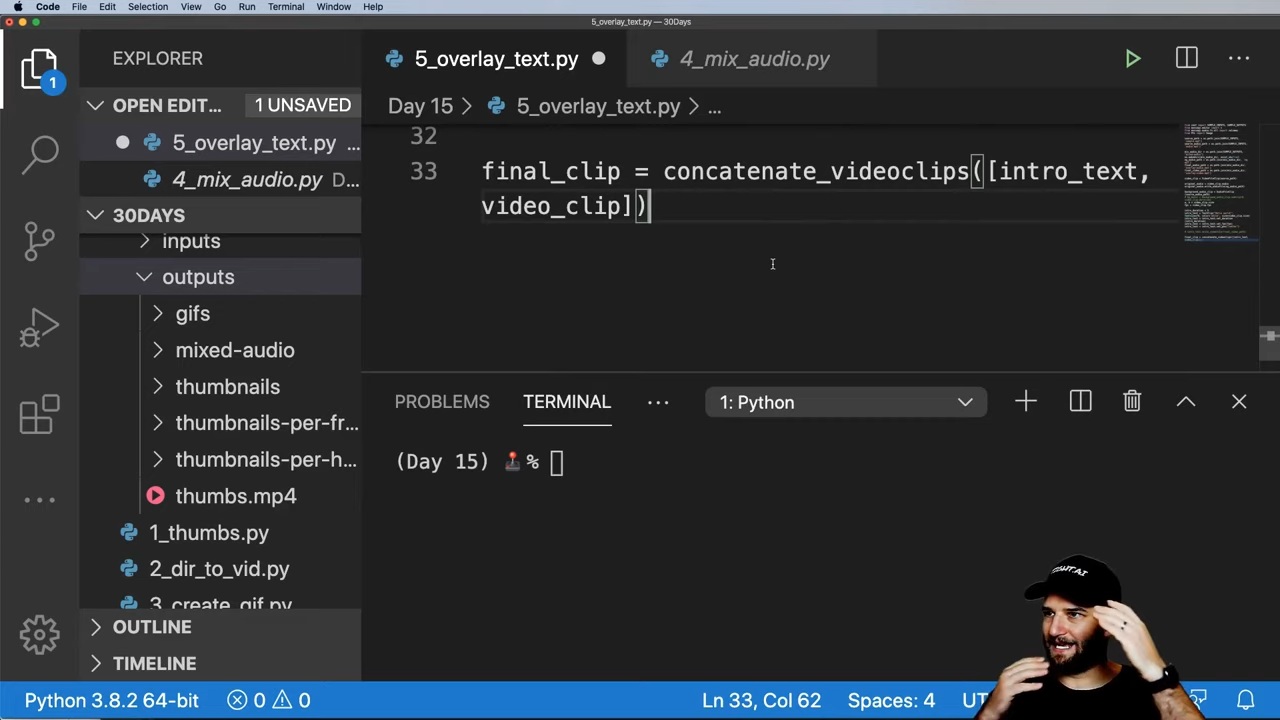 Code File Edit Selection View Go Run Terminal Window Help
5_overlay_text.py — 30Days
EXPLORER
5_overlay_text.py
4_mix_audio.py
1
OPEN EDIT...
1 UNSAVED
Day 15 > 5_overlay_text.py > ...
5_overlay_text.py ...
4_mix_audio.py D...
30DAYS
inputs
outputs
gifs
mixed-audio
thumbnails
thumbnails-per-fr...
thumbnails-per-h...
thumbs.mp4
1_thumbs.py
2_dir_to_vid.py
3_create_gif.py
OUTLINE
TIMELINE
32
33 final_clip = concatenate_videoclips([intro_text,
video_clip])
PROBLEMS TERMINAL ... 1: Python
(Day 15) 🕹️%
Python 3.8.2 64-bit 0 0 Ln 33, Col 62 Spaces: 4